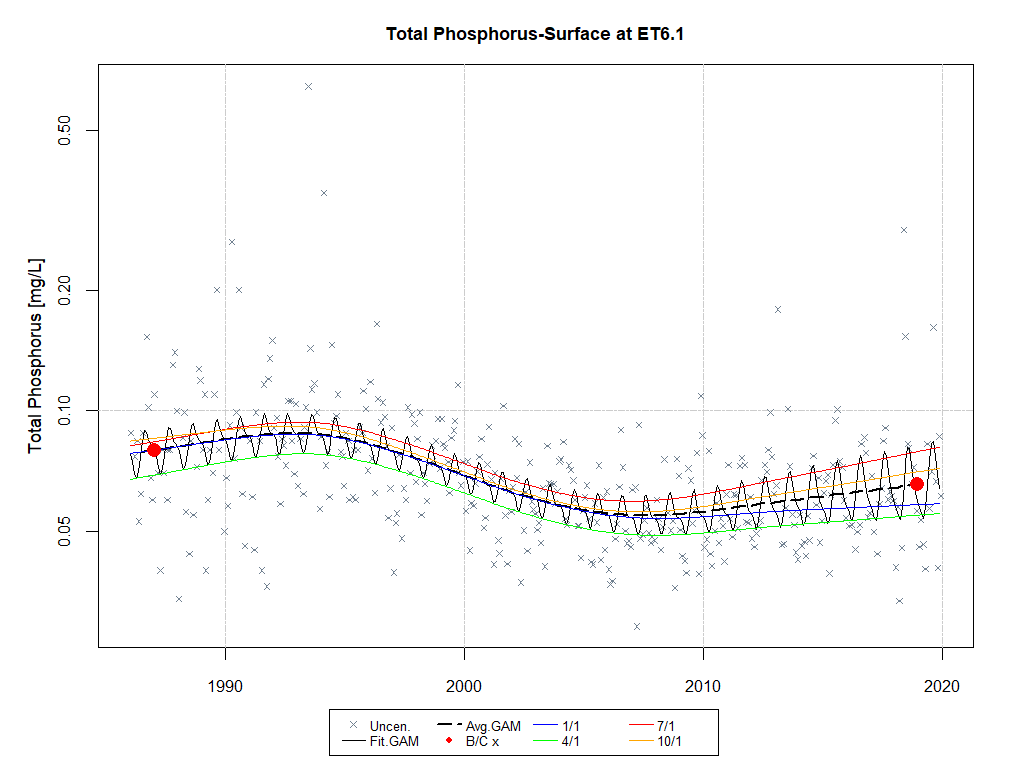 Total Phosphorus-Surface at ET6.1
Total Phosphorus [mg/L]
0.50
0.20
0.10
0.05
1990 2000 2010 2020
Uncen. Avg.GAM 1/1 7/1
Fit.GAM B/C x 4/1 10/1